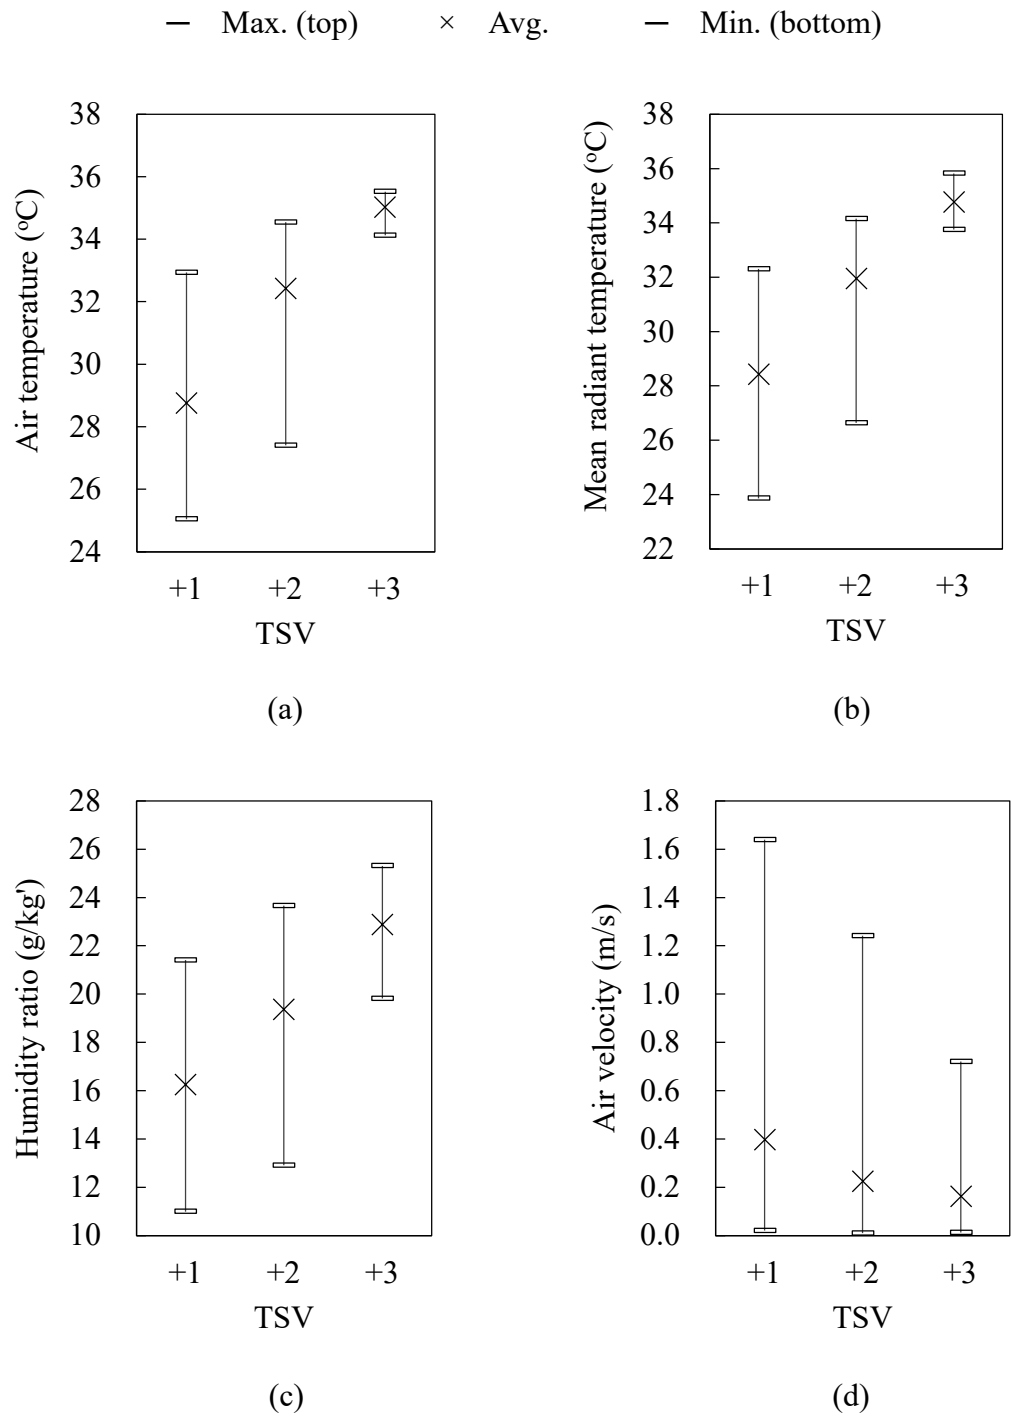 Max. (top) Avg. Min. (bottom)
38
36
34
32
30
28
26
24
Air temperature (°C)
+1 +2 +3
TSV
(a)
38
36
34
32
30
28
26
24
22
Mean radiant temperature (°C)
+1 +2 +3
TSV
(b)
28
26
24
22
20
18
16
14
12
10
Humidity ratio (g/kg')
+1 +2 +3
TSV
(c)
1.8
1.6
1.4
1.2
1.0
0.8
0.6
0.4
0.2
0.0
Air velocity (m/s)
+1 +2 +3
TSV
(d)